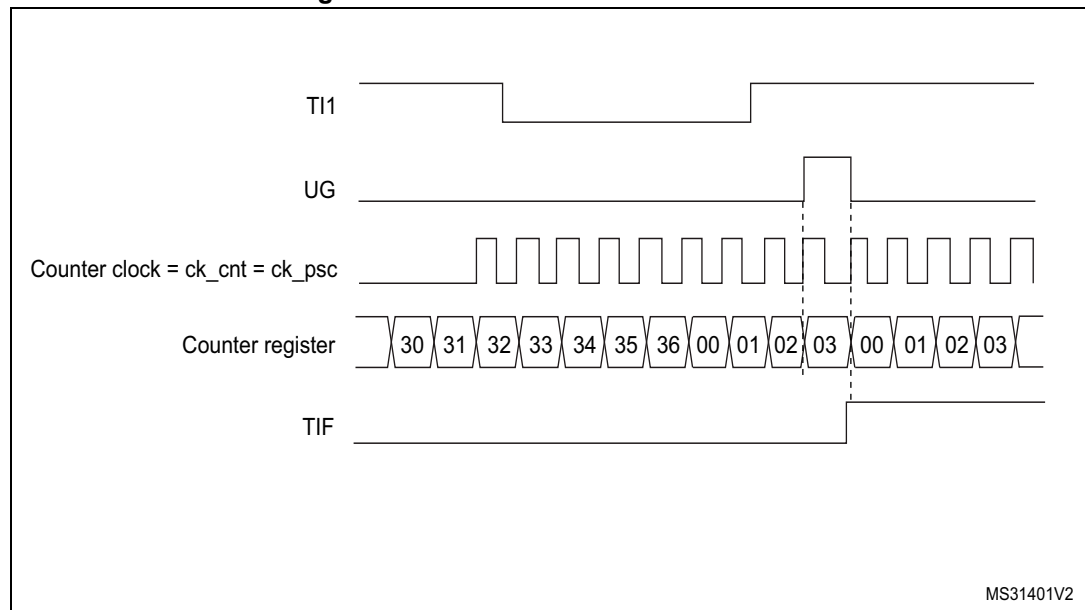 TI1
UG
Counter clock = ck_cnt = ck_psc
Counter register 30 31 32 33 34 35 36 00 01 02 03 00 01 02 03
TIF
MS31401V2